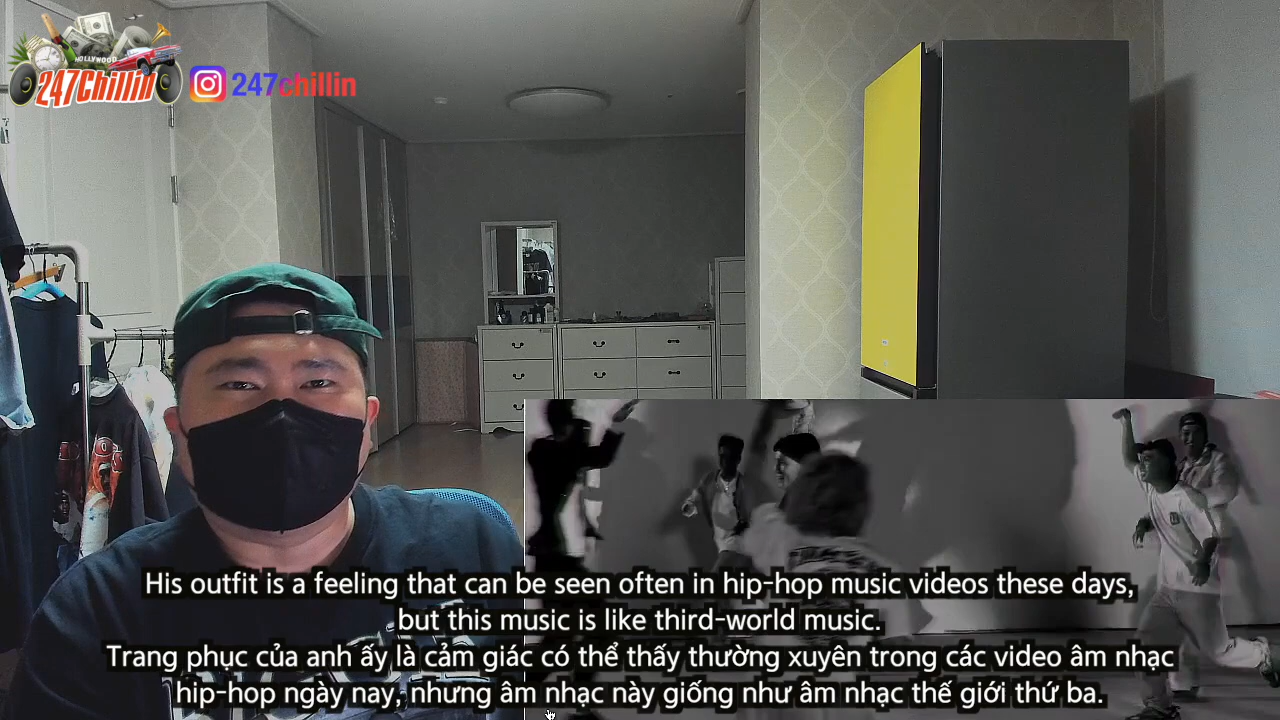 HOLLYWOOD
247Chillin
247chillin
His outfit is a feeling that can be seen often in hip-hop music videos these days,
but this music is like third-world music.
Trang phục của anh ấy là cảm giác có thể thấy thường xuyên trong các video âm nhạc
hip-hop ngày nay, nhưng âm nhạc này giống như âm nhạc thế giới thứ ba.